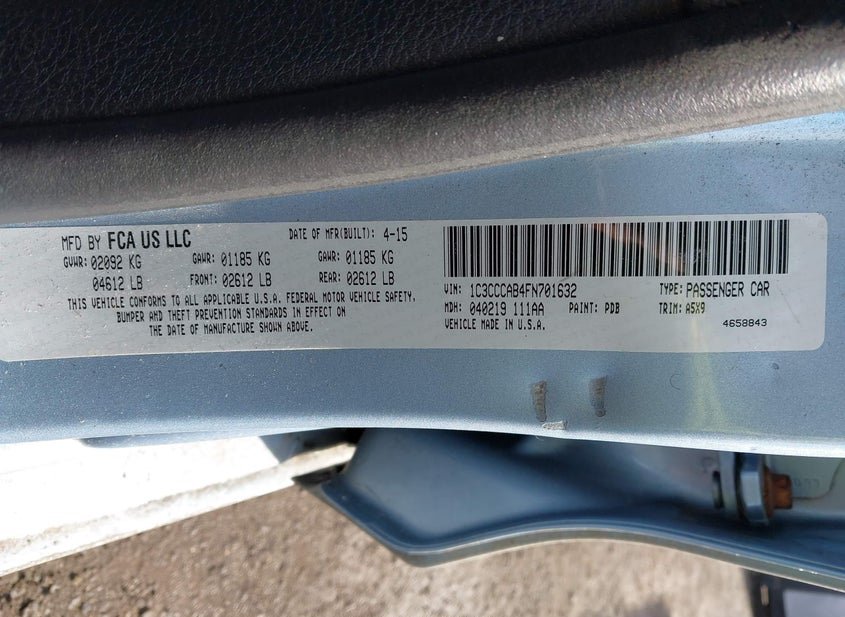 MFD BY FCA US LLC DATE OF MFR(BUILT): 4-15
GVWR: 02092 KG GAWR: 01185 KG GAWR: 01185 KG
04612 LB FRONT: 02612 LB REAR: 02612 LB
THIS VEHICLE CONFORMS TO ALL APPLICABLE U.S.A. FEDERAL MOTOR VEHICLE SAFETY,
BUMPER AND THEFT PREVENTION STANDARDS IN EFFECT ON
THE DATE OF MANUFACTURE SHOWN ABOVE.
VIN: 1C3CCCAB4FN701632 TYPE: PASSENGER CAR
MDH: 040219 111AA PAINT: PDB TRIM: A5X9
VEHICLE MADE IN U.S.A. 4658843